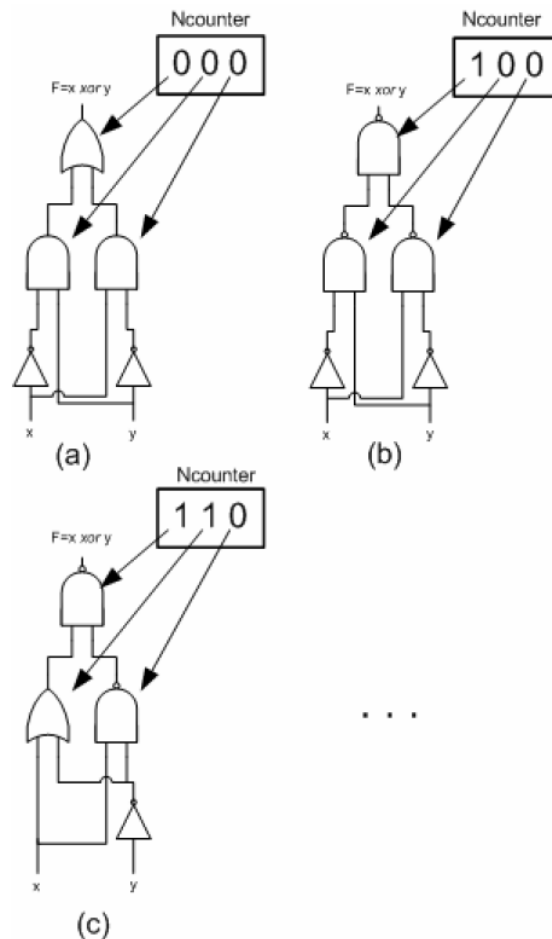 Ncounter
0 0 0
F=x xor y
x y
(a)
Ncounter
1 0 0
F=x xor y
x y
(b)
Ncounter
1 1 0
F=x xor y
x y
(c)
. . .